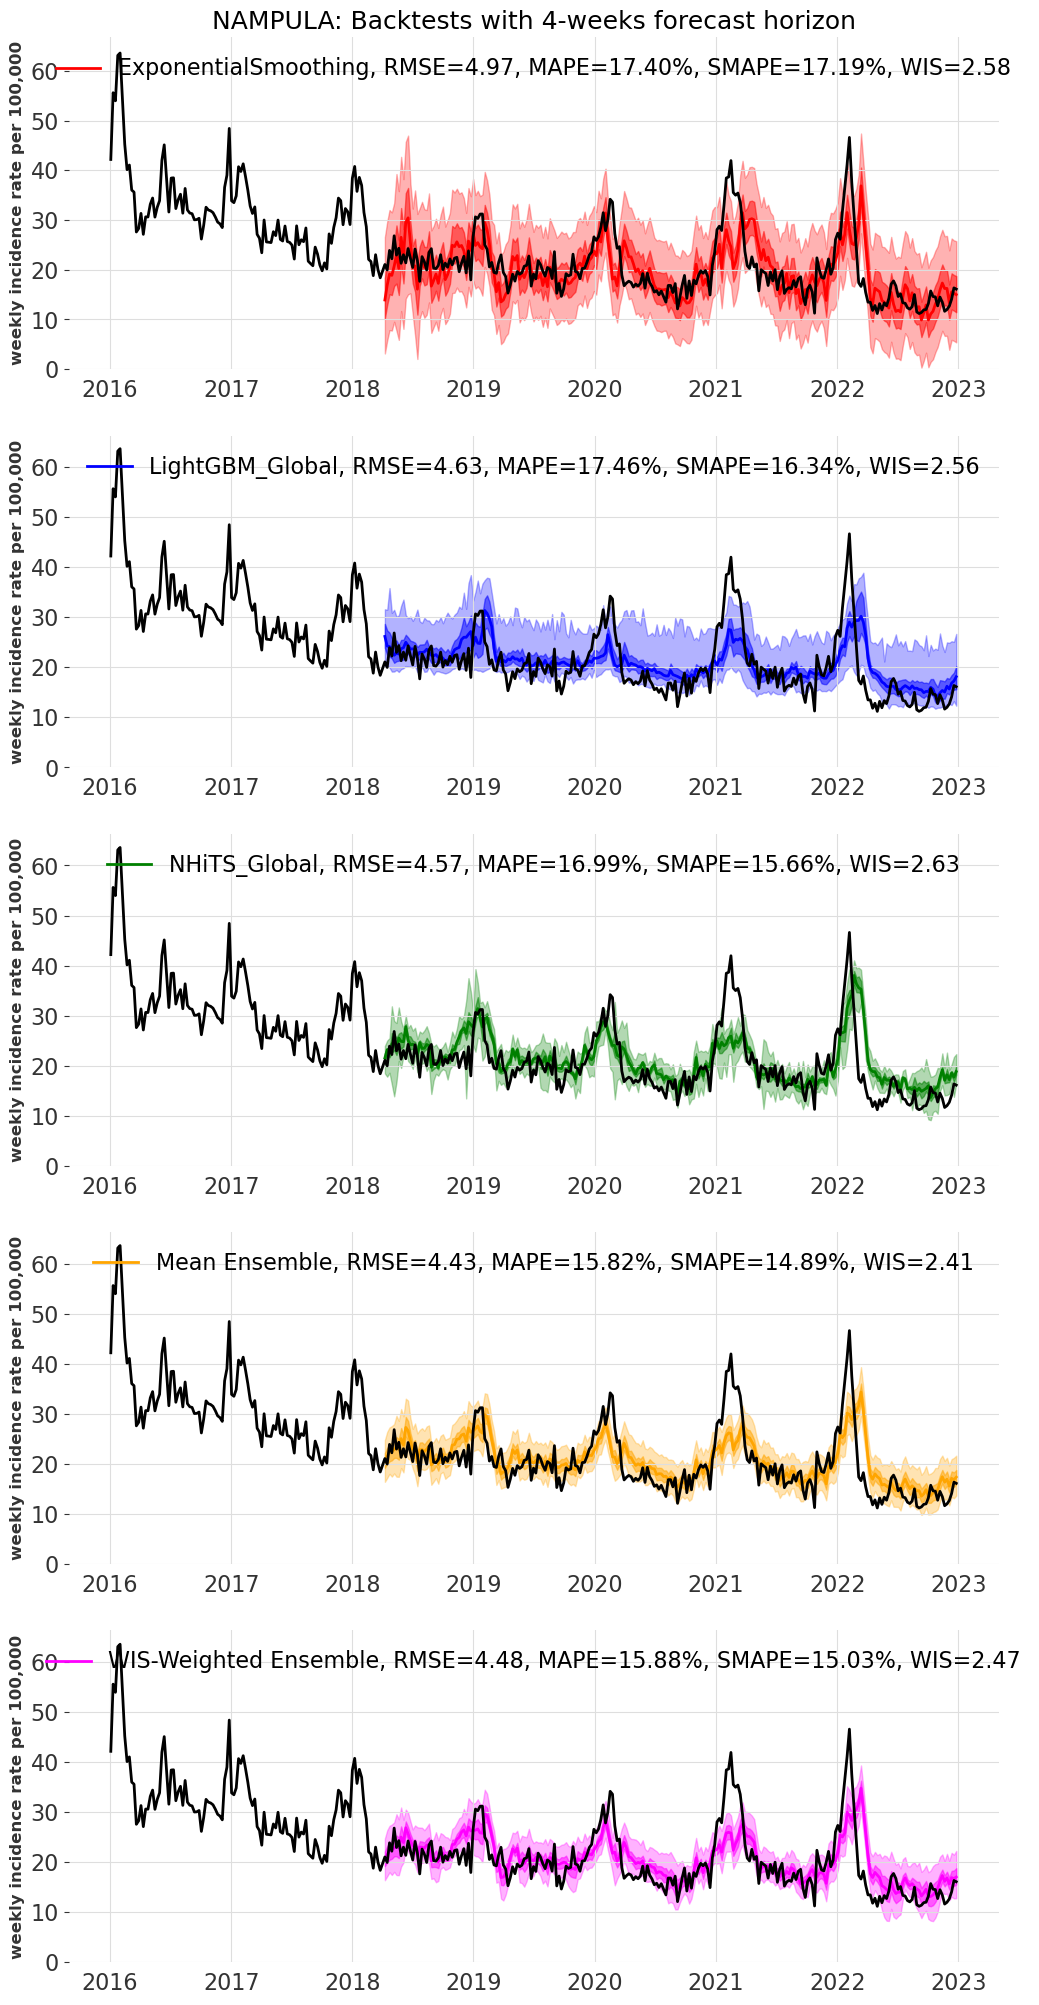 NAMPULA: Backtests with 4-weeks forecast horizon
ExponentialSmoothing, RMSE=4.97, MAPE=17.40%, SMAPE=17.19%, WIS=2.58
weekly incidence rate per 100,000
60
50
40
30
20
10
0
2016 2017 2018 2019 2020 2021 2022 2023
LightGBM_Global, RMSE=4.63, MAPE=17.46%, SMAPE=16.34%, WIS=2.56
weekly incidence rate per 100,000
60
50
40
30
20
10
0
2016 2017 2018 2019 2020 2021 2022 2023
NHiTS_Global, RMSE=4.57, MAPE=16.99%, SMAPE=15.66%, WIS=2.63
weekly incidence rate per 100,000
60
50
40
30
20
10
0
2016 2017 2018 2019 2020 2021 2022 2023
Mean Ensemble, RMSE=4.43, MAPE=15.82%, SMAPE=14.89%, WIS=2.41
weekly incidence rate per 100,000
60
50
40
30
20
10
0
2016 2017 2018 2019 2020 2021 2022 2023
WIS-Weighted Ensemble, RMSE=4.48, MAPE=15.88%, SMAPE=15.03%, WIS=2.47
weekly incidence rate per 100,000
60
50
40
30
20
10
0
2016 2017 2018 2019 2020 2021 2022 2023